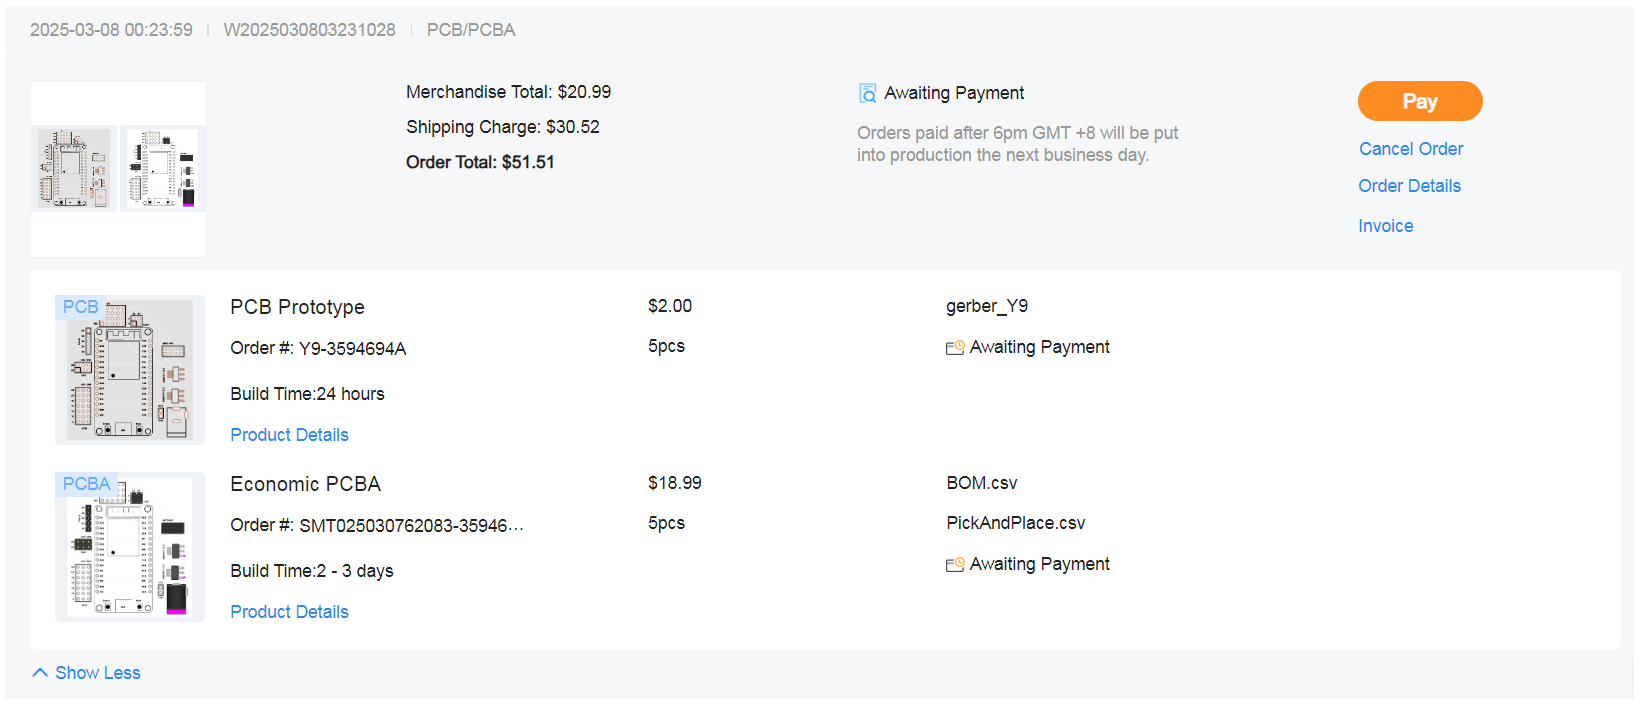 2025-03-08 00:23:59 | W2025030803231028 | PCB/PCBA
Merchandise Total: $20.99
Shipping Charge: $30.52
Order Total: $51.51
Awaiting Payment
Orders paid after 6pm GMT +8 will be put
into production the next business day.
Pay
Cancel Order
Order Details
Invoice
PCB
PCB Prototype
Order #: Y9-3594694A
Build Time:24 hours
Product Details
$2.00
5pcs
gerber_Y9
Awaiting Payment
PCBA
Economic PCBA
Order #: SMT025030762083-35946...
Build Time:2 - 3 days
Product Details
$18.99
5pcs
BOM.csv
PickAndPlace.csv
Awaiting Payment
Show Less